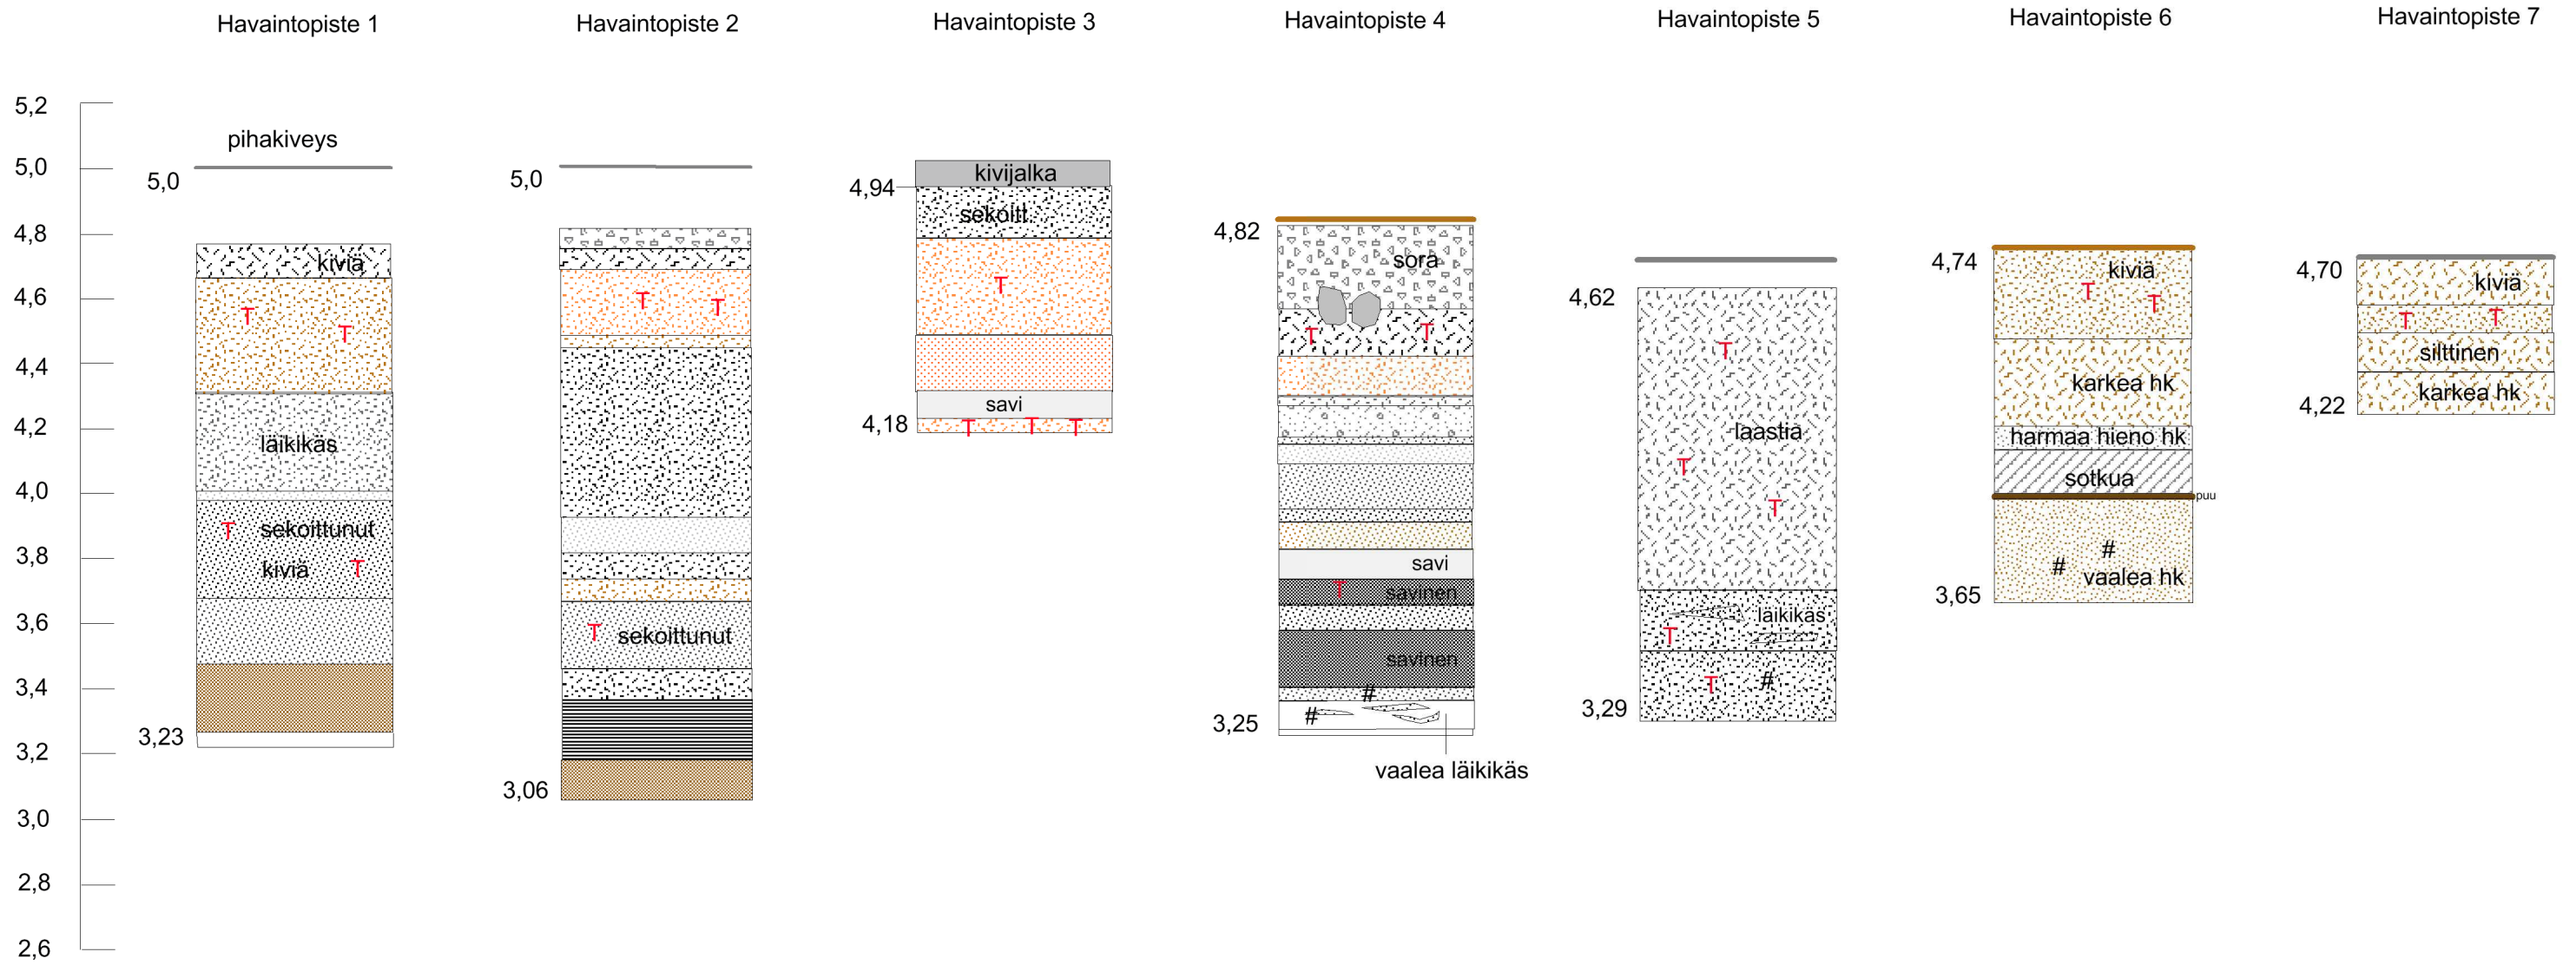 Havaintopiste 1
Havaintopiste 2
Havaintopiste 3
Havaintopiste 4
Havaintopiste 5
Havaintopiste 6
Havaintopiste 7
5,2
5,0
4,8
4,6
4,4
4,2
4,0
3,8
3,6
3,4
3,2
3,0
2,8
2,6
pihakiveys
5,0
kiviä
T T
läikikäs
T sekoittunut
kiviä T
3,23
5,0
T T
T sekoittunut
3,06
kivijalka
4,94
sekoitt.
T
savi
4,18
T T T
4,82
sora
T T
savi
T savinen
savinen
#
#
3,25
vaalea läikikäs
4,62
T
laastia
T
T
läikikäs
T
T #
3,29
4,74
kiviä
T T
karkea hk
harmaa hieno hk
sotkua
puu
#
# vaalea hk
3,65
4,70
kiviä
T T
silttinen
karkea hk
4,22